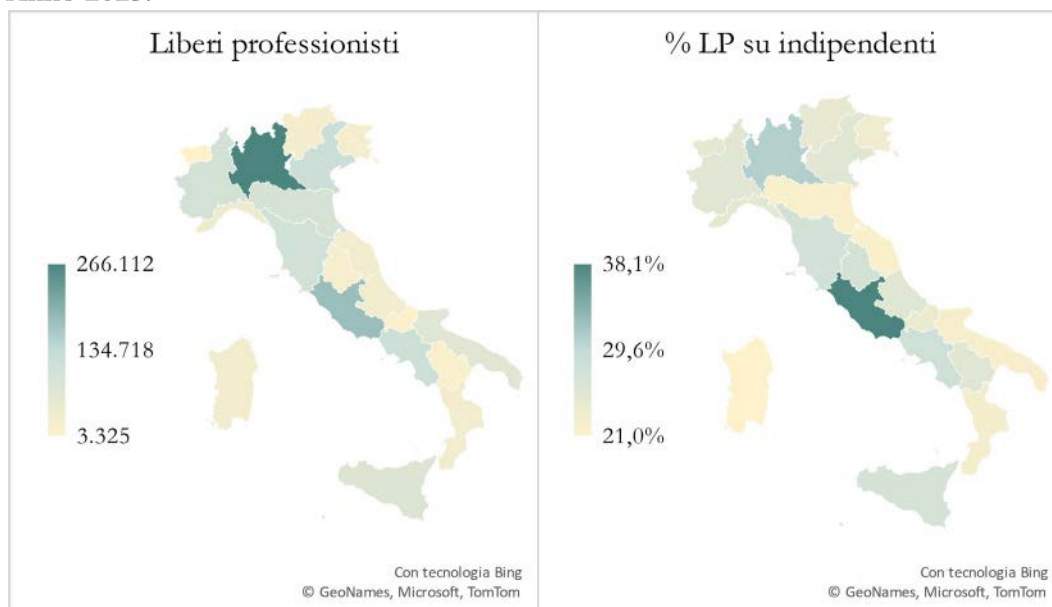 Liberi professionisti
266.112
134.718
3.325
Con tecnologia Bing
© GeoNames, Microsoft, TomTom
% LP su indipendenti
38,1%
29,6%
21,0%
Con tecnologia Bing
© GeoNames, Microsoft, TomTom